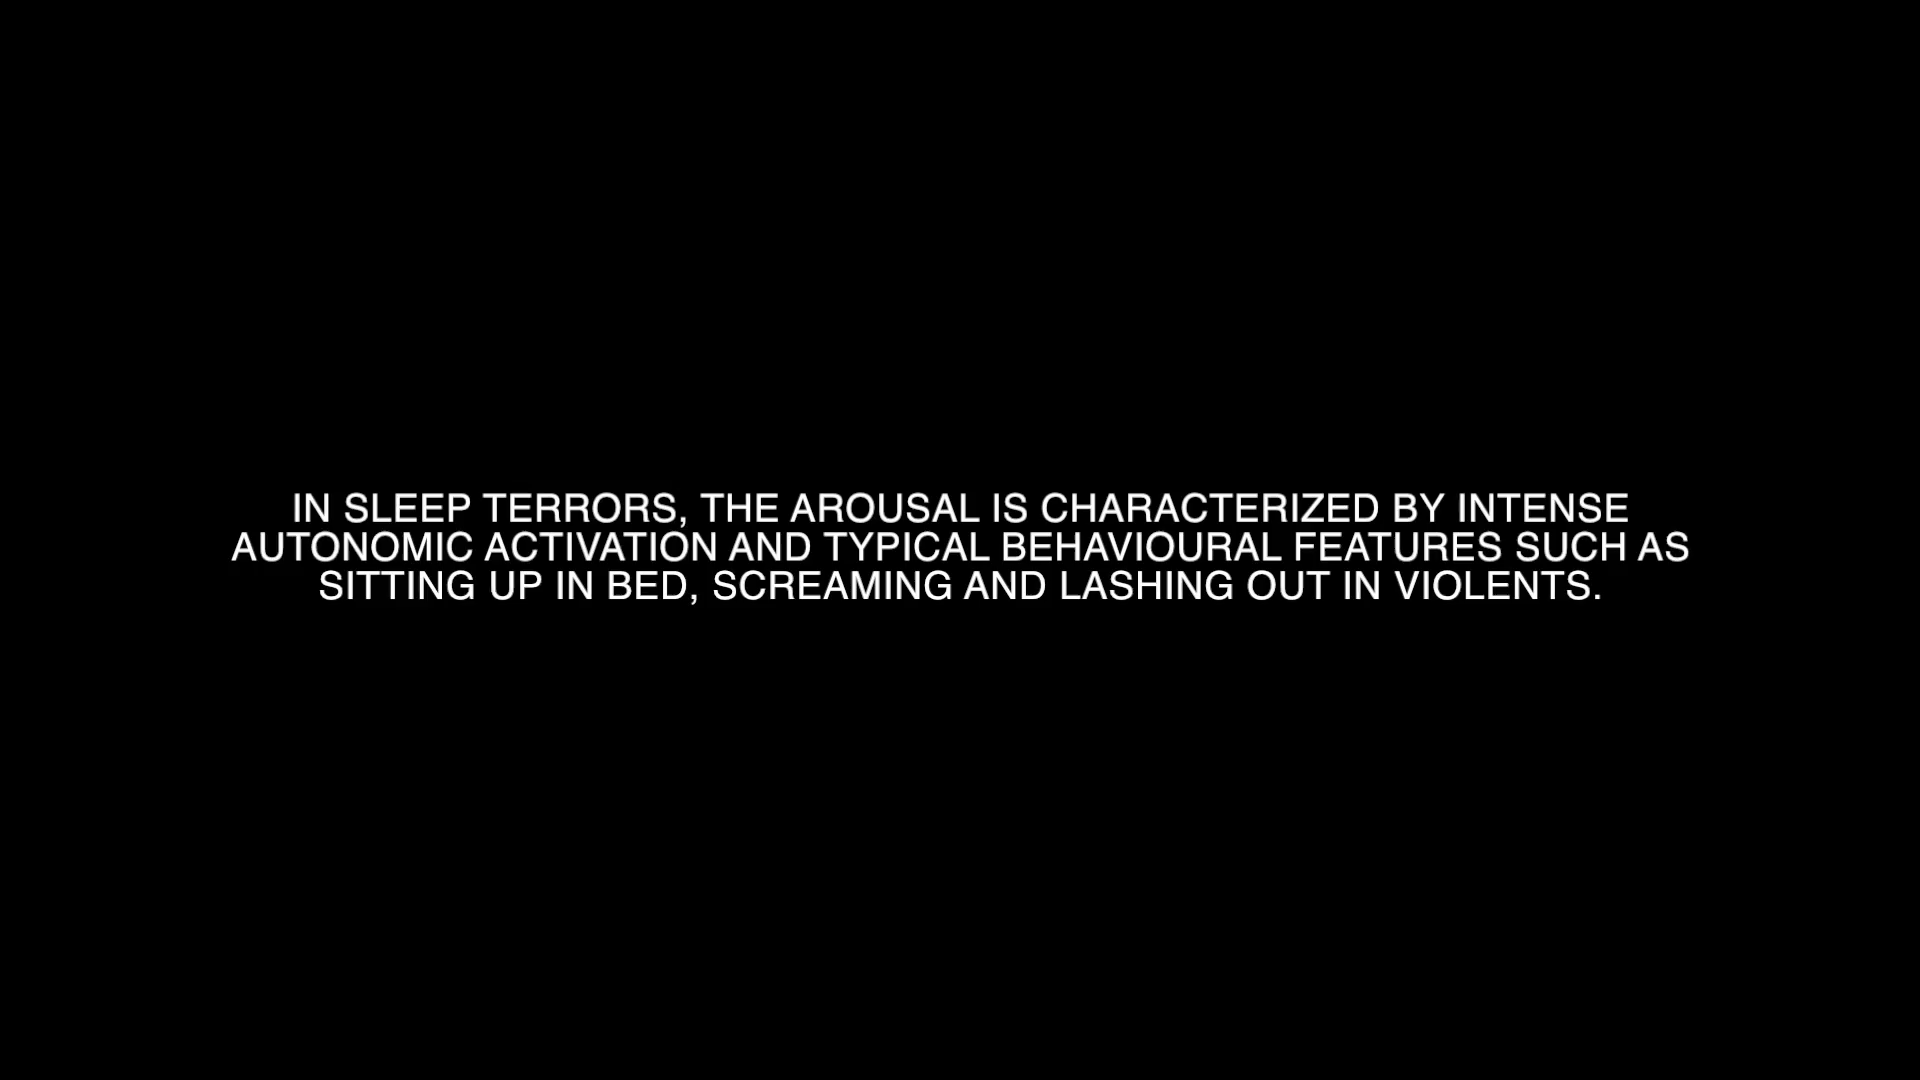 IN SLEEP TERRORS, THE AROUSAL IS CHARACTERIZED BY INTENSE
AUTONOMIC ACTIVATION AND TYPICAL BEHAVIOURAL FEATURES SUCH AS
SITTING UP IN BED, SCREAMING AND LASHING OUT IN VIOLENTS.